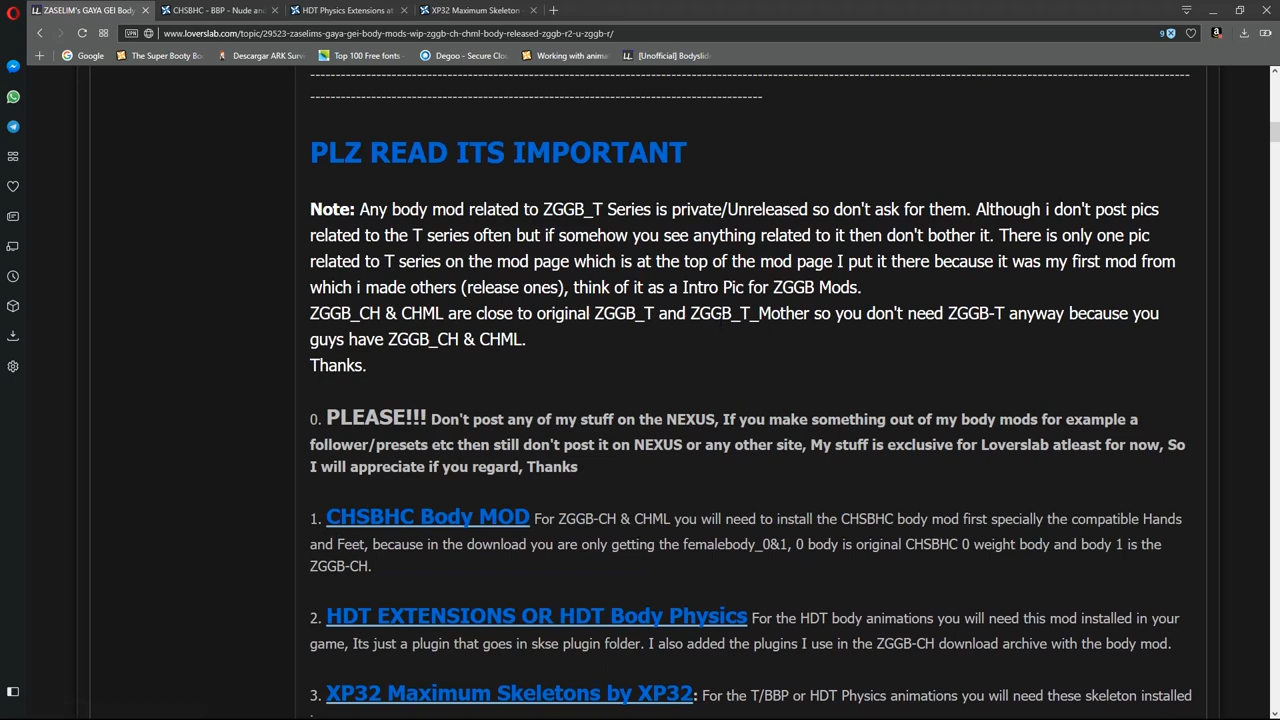 ZASELIM's GAYA GEI Body
CHSBHC - BBP - Nude and
HDT Physics Extensions at
XP32 Maximum Skeleton
VPN
www.loverslab.com/topic/29523-zaselims-gaya-gei-body-mods-wip-zggb-ch-chml-body-released-zggb-r2-u-zggb-r/
9
Google
The Super Booty Bo
Descargar ARK Surv
Top 100 Free fonts -
Degoo - Secure Clo
Working with anima
[Unofficial] Bodyslid
--------------------------------------------------------------------------------------------------------------------------------------------------------------------------------
------------------------------------------------------------------------------------------
PLZ READ ITS IMPORTANT
Note: Any body mod related to ZGGB_T Series is private/Unreleased so don't ask for them. Although i don't post pics
related to the T series often but if somehow you see anything related to it then don't bother it. There is only one pic
related to T series on the mod page which is at the top of the mod page I put it there because it was my first mod from
which i made others (release ones), think of it as a Intro Pic for ZGGB Mods.
ZGGB_CH & CHML are close to original ZGGB_T and ZGGB_T_Mother so you don't need ZGGB-T anyway because you
guys have ZGGB_CH & CHML.
Thanks.
0. PLEASE!!! Don't post any of my stuff on the NEXUS, If you make something out of my body mods for example a
follower/presets etc then still don't post it on NEXUS or any other site, My stuff is exclusive for Loverslab atleast for now, So
I will appreciate if you regard, Thanks
1. CHSBHC Body MOD For ZGGB-CH & CHML you will need to install the CHSBHC body mod first specially the compatible Hands
and Feet, because in the download you are only getting the femalebody_0&1, 0 body is original CHSBHC 0 weight body and body 1 is the
ZGGB-CH.
2. HDT EXTENSIONS OR HDT Body Physics For the HDT body animations you will need this mod installed in your
game, Its just a plugin that goes in skse plugin folder. I also added the plugins I use in the ZGGB-CH download archive with the body mod.
3. XP32 Maximum Skeletons by XP32: For the T/BBP or HDT Physics animations you will need these skeleton installed